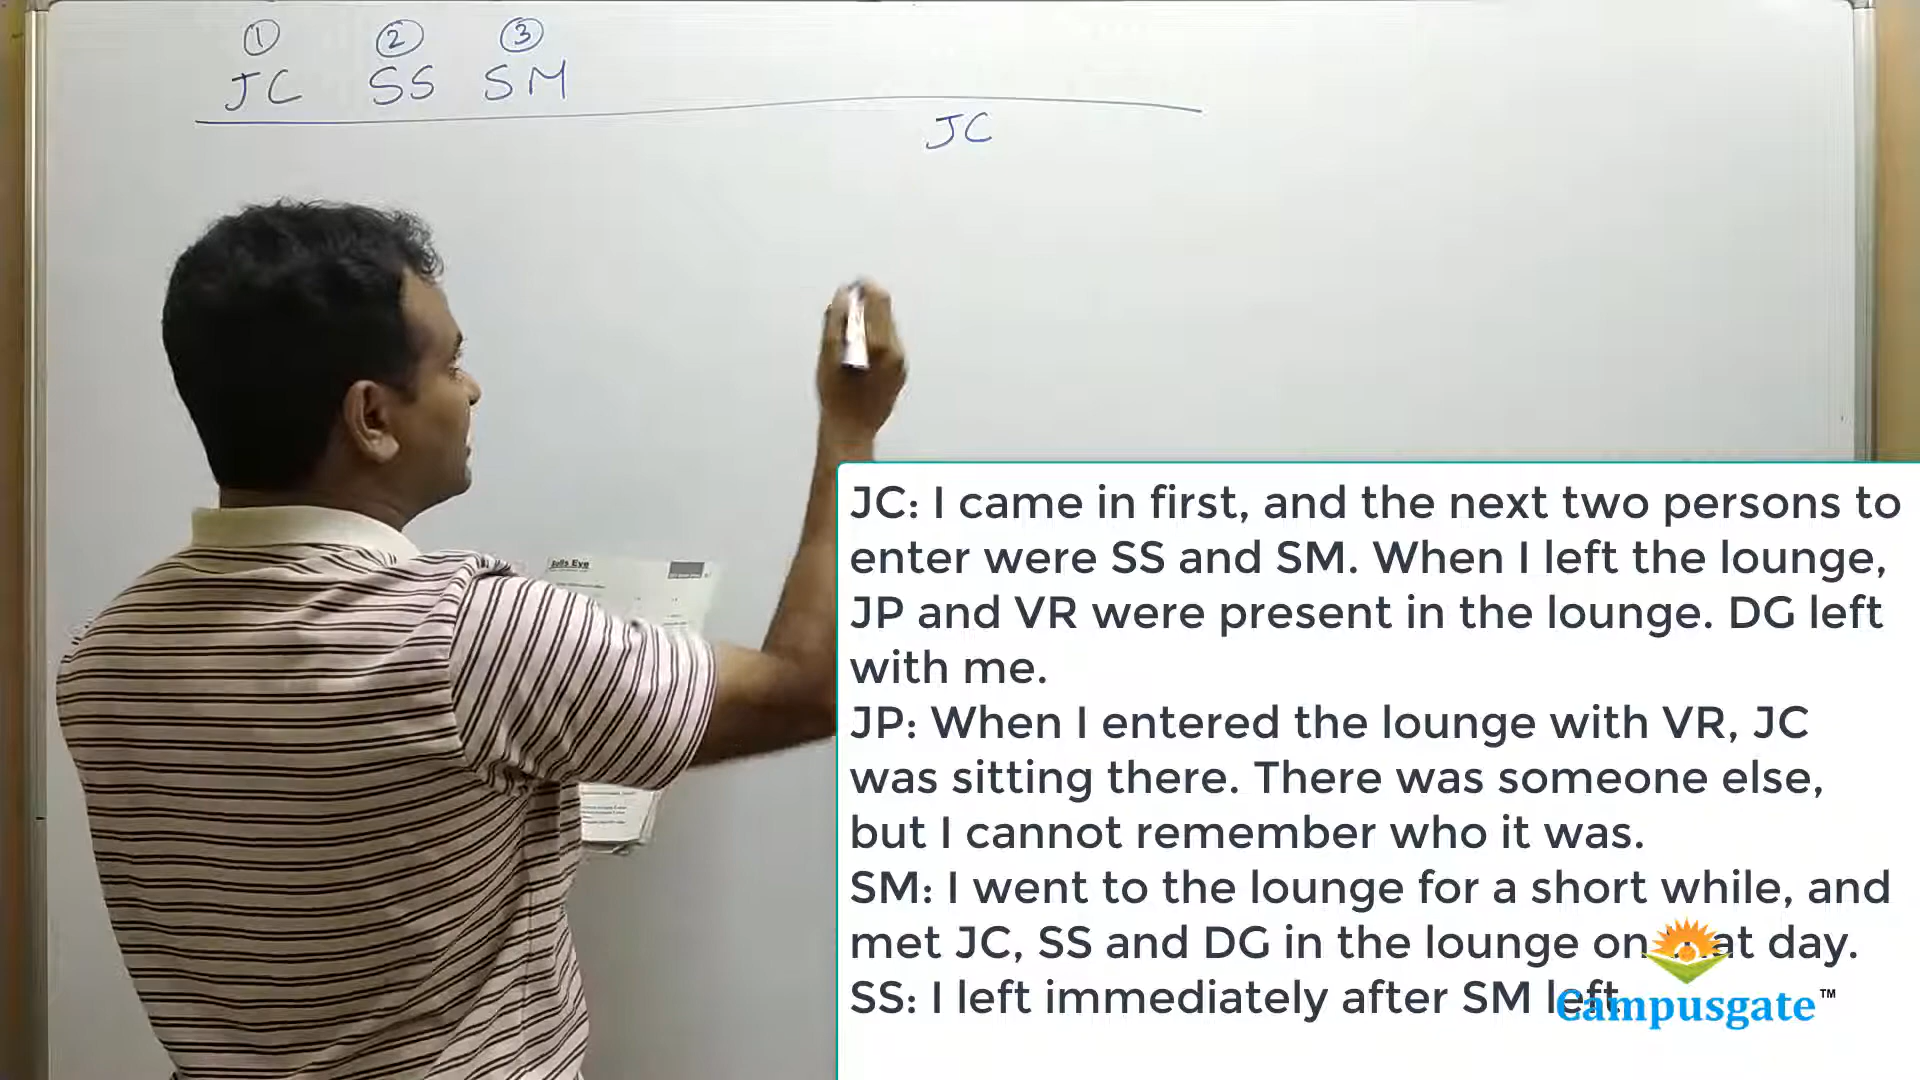 ① ② ③
JC SS SM
JC
Bulls Eye
JC: I came in first, and the next two persons to
enter were SS and SM. When I left the lounge,
JP and VR were present in the lounge. DG left
with me.
JP: When I entered the lounge with VR, JC
was sitting there. There was someone else,
but I cannot remember who it was.
SM: I went to the lounge for a short while, and
met JC, SS and DG in the lounge on that day.
SS: I left immediately after SM left.
Campusgate™